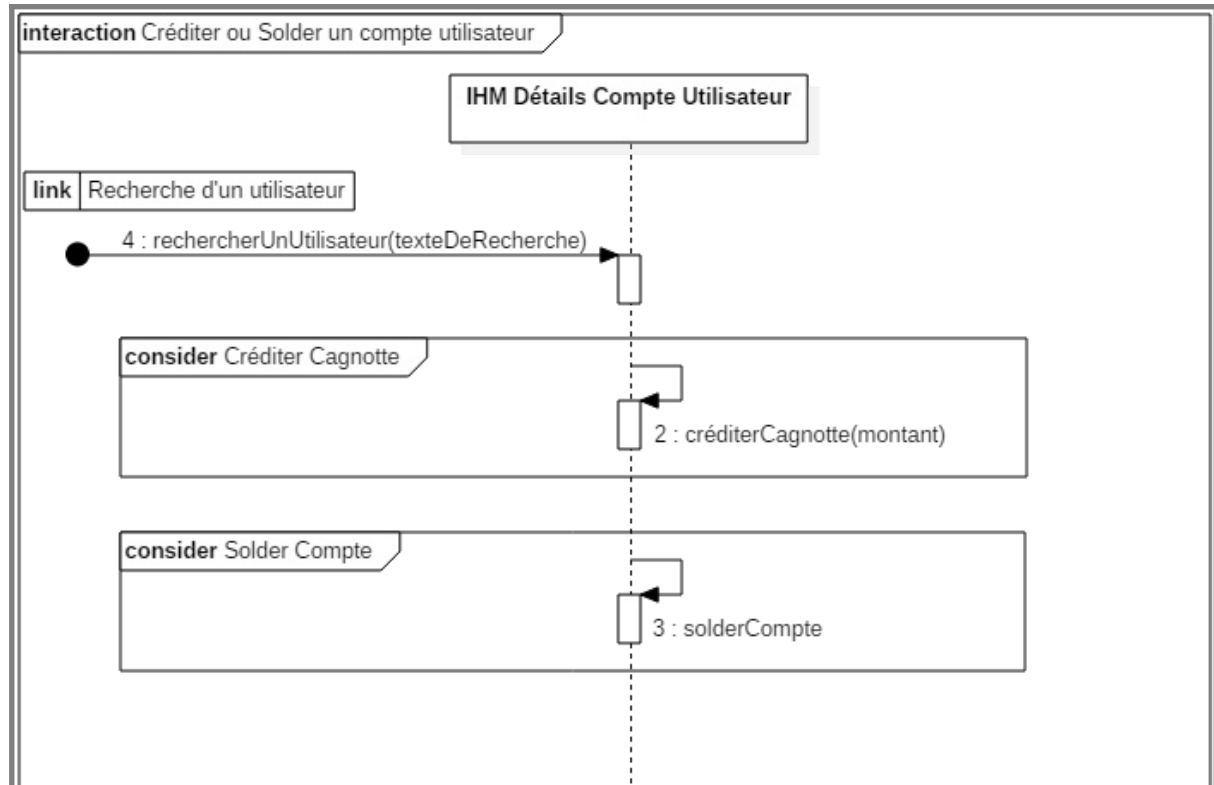 interaction Créditer ou Solder un compte utilisateur
IHM Détails Compte Utilisateur
link Recherche d'un utilisateur
4 : rechercherUnUtilisateur(texteDeRecherche)
consider Créditer Cagnotte
2 : créditerCagnotte(montant)
consider Solder Compte
3 : solderCompte